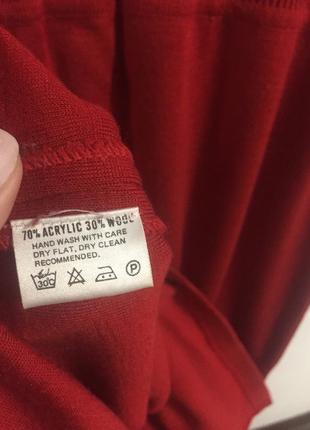 70% ACRYLIC 30% WOOL
HAND WASH WITH CARE
DRY FLAT, DRY CLEAN
RECOMMENDED.
30°C P